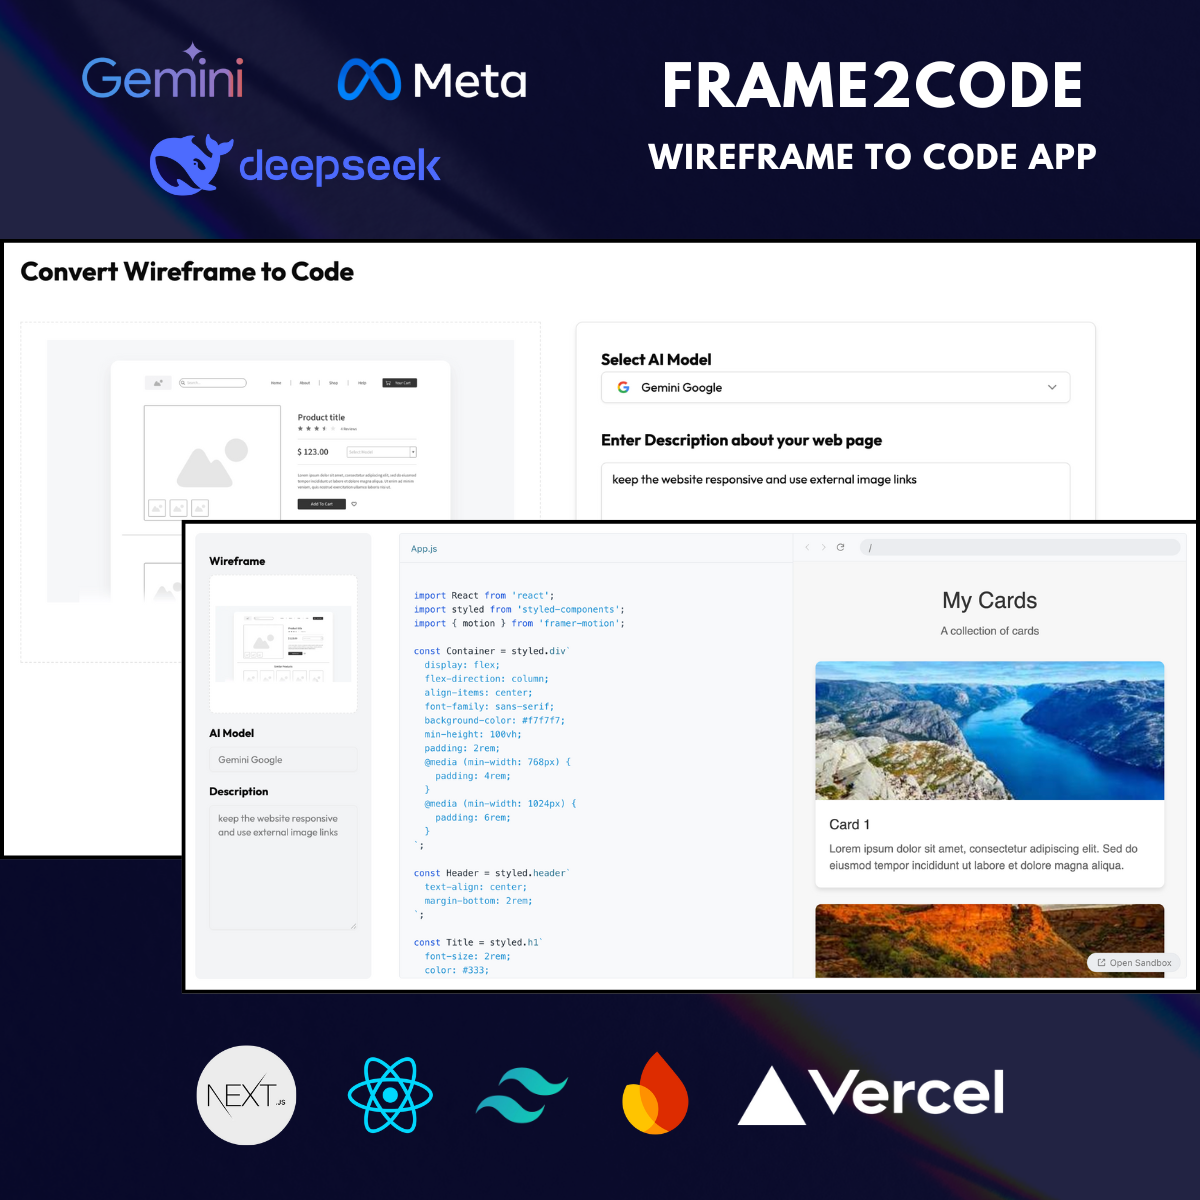 Gemini
Meta
deepseek
FRAME2CODE
WIREFRAME TO CODE APP
Convert Wireframe to Code
Search...
Home | About | Shop | Help
Your Cart
Product title
$ 123.00
Add To Cart
Select AI Model
Gemini Google
Enter Description about your web page
keep the website responsive and use external image links
Wireframe
AI Model
Gemini Google
Description
keep the website responsive
and use external image links
App.js
import React from 'react';
import styled from 'styled-components';
import { motion } from 'framer-motion';
const Container = styled.div`
display: flex;
flex-direction: column;
align-items: center;
font-family: sans-serif;
background-color: #f7f7f7;
min-height: 100vh;
padding: 2rem;
@media (min-width: 768px) {
padding: 4rem;
}
@media (min-width: 1024px) {
padding: 6rem;
}
`;
const Header = styled.header`
text-align: center;
margin-bottom: 2rem;
`;
const Title = styled.h1`
font-size: 2rem;
color: #333;
/
My Cards
A collection of cards
Card 1
Lorem ipsum dolor sit amet, consectetur adipiscing elit. Sed do
eiusmod tempor incididunt ut labore et dolore magna aliqua.
Open Sandbox
NEXT.JS
Vercel